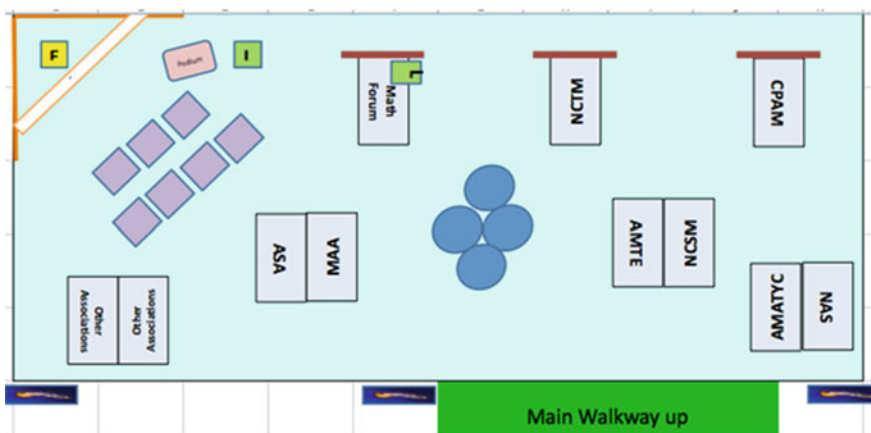 F
Podium
I
Math
Forum
L
NCTM
CPAM
ASA
MAA
AMTE
NCSM
AMATYC
NAS
Other
Associations
Other
Associations
Main Walkway up